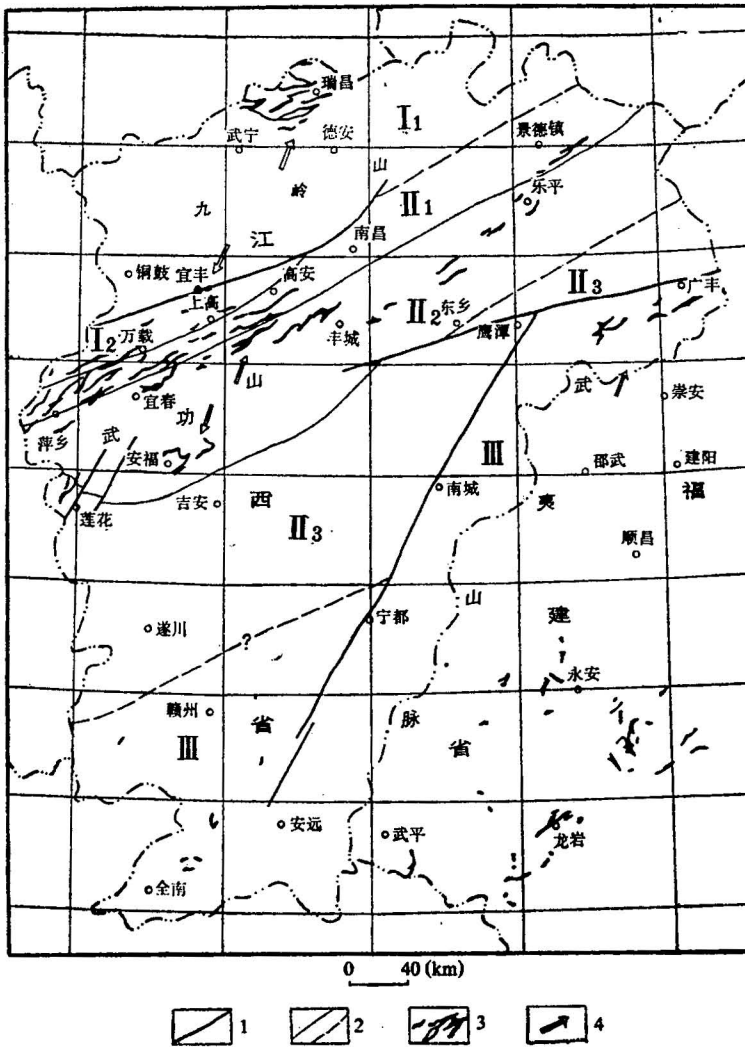 瑞昌
I₁
武宁
德安
景德镇
山
岭
九
乐平
II₁
江
南昌
铜鼓
宜丰
高安
II₃
广丰
上高
II₂
东乡
I₂
万载
丰城
鹰潭
山
武
宜春
崇安
功
萍乡
武
III
安福
邵武
建阳
南城
吉安
西
夷
福
莲花
II₃
顺昌
山
建
宁都
遂川
?
永安
赣州
省
脉
省
III
安远
武平
龙岩
全南
0 40 (km)
1 2 3 4